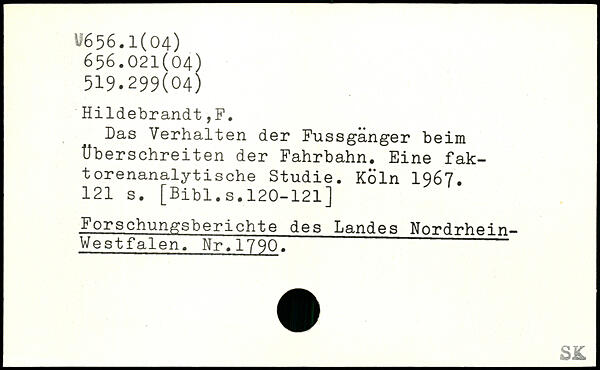 V656.1(04)
656.021(04)
519.299(04)
Hildebrandt,F.
Das Verhalten der Fussgänger beim
Überschreiten der Fahrbahn. Eine fak-
torenanalytische Studie. Köln 1967.
121 s. [Bibl.s.120-121]
Forschungsberichte des Landes Nordrhein-
Westfalen. Nr.1790.
SK